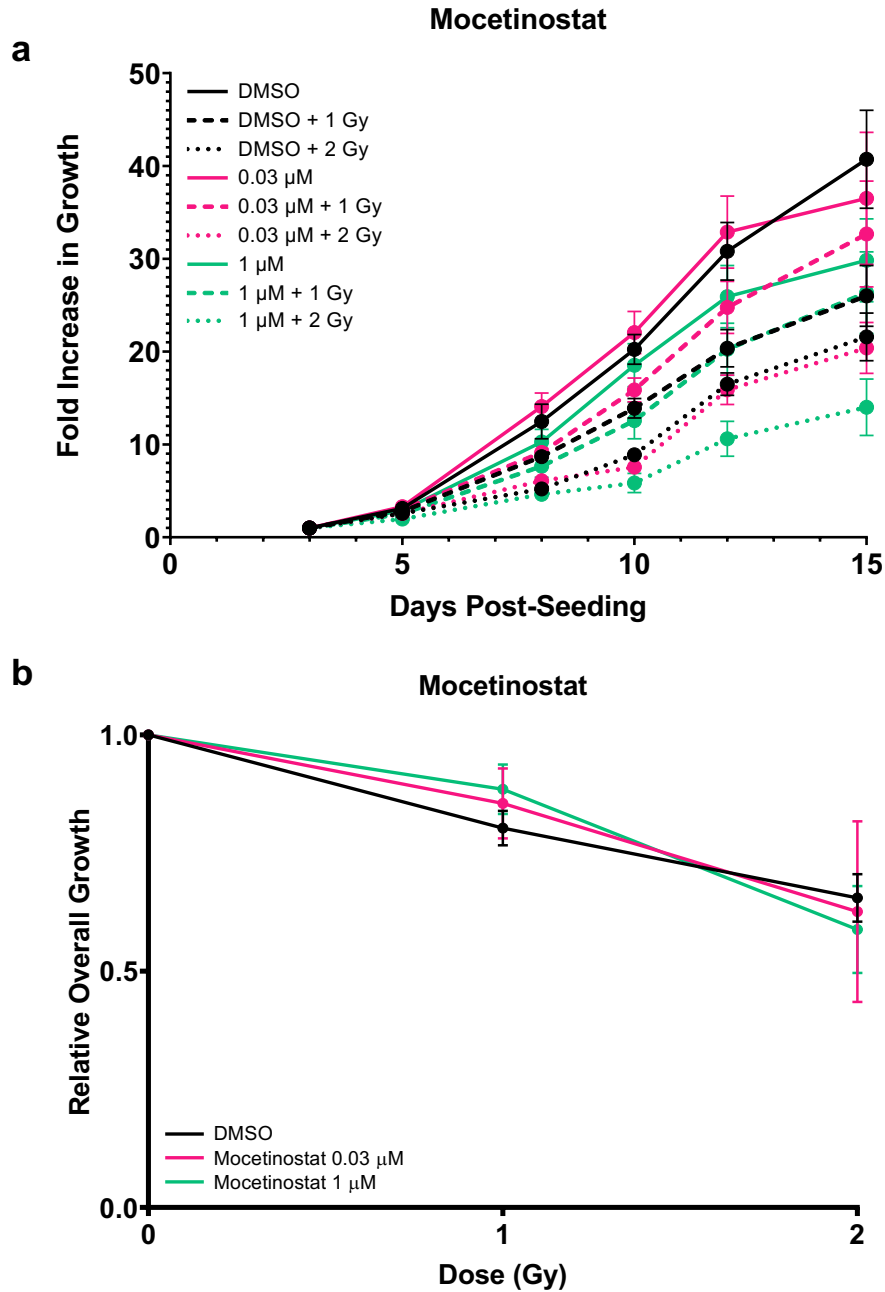 Mocetinostat
a
50
40
30
20
10
0
Fold Increase in Growth
DMSO
DMSO + 1 Gy
DMSO + 2 Gy
0.03 µM
0.03 µM + 1 Gy
0.03 µM + 2 Gy
1 µM
1 µM + 1 Gy
1 µM + 2 Gy
0 5 10 15
Days Post-Seeding
b
Mocetinostat
1.0
0.5
0.0
Relative Overall Growth
DMSO
Mocetinostat 0.03 µM
Mocetinostat 1 µM
0 1 2
Dose (Gy)